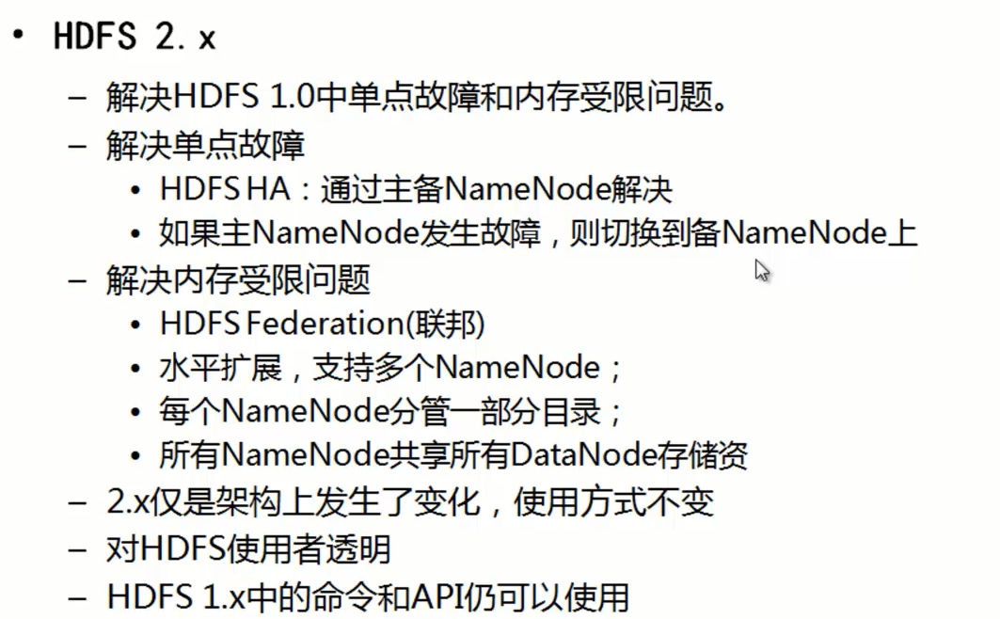 • HDFS 2.x
– 解决HDFS 1.0中单点故障和内存受限问题。
– 解决单点故障
• HDFS HA：通过主备NameNode解决
• 如果主NameNode发生故障，则切换到备NameNode上
– 解决内存受限问题
• HDFS Federation(联邦)
• 水平扩展，支持多个NameNode；
• 每个NameNode分管一部分目录；
• 所有NameNode共享所有DataNode存储资
– 2.x仅是架构上发生了变化，使用方式不变
– 对HDFS使用者透明
– HDFS 1.x中的命令和API仍可以使用